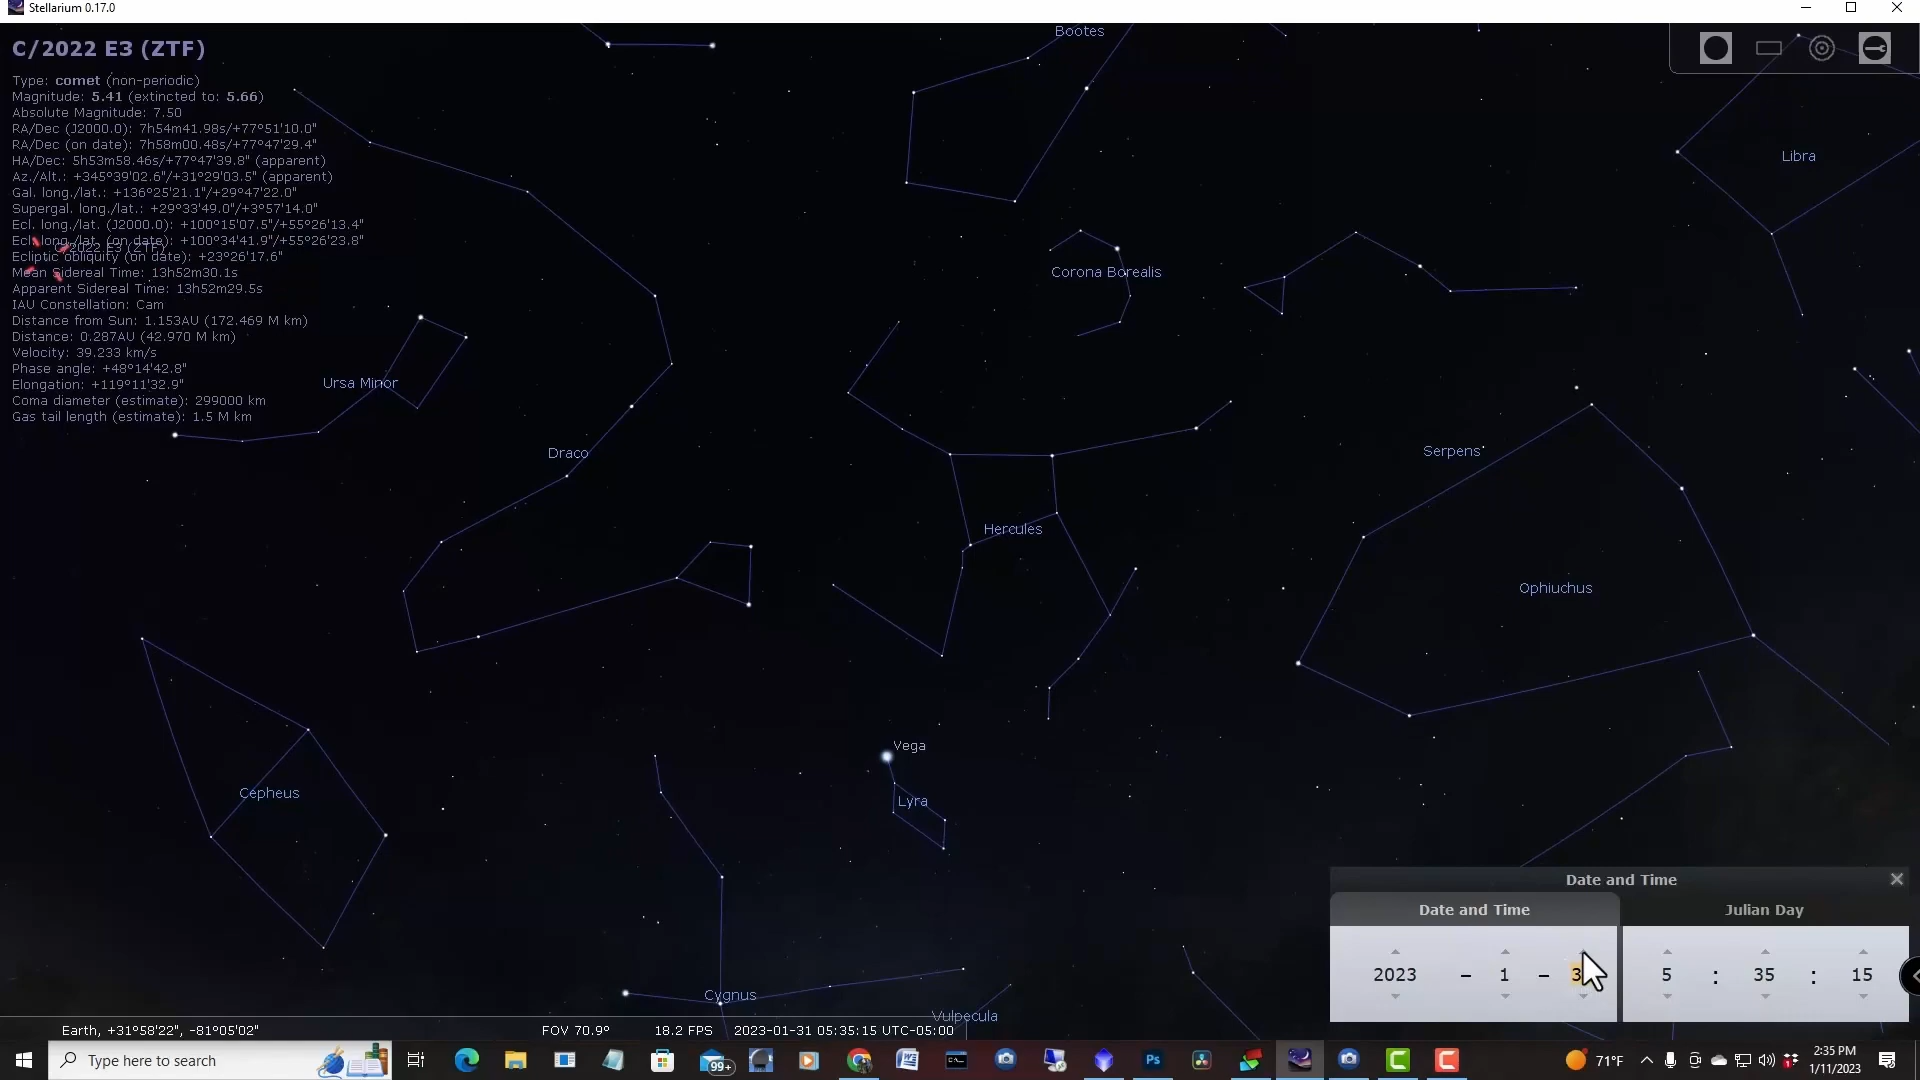 Stellarium 0.17.0
C/2022 E3 (ZTF)
Type: comet (non-periodic)
Magnitude: 5.41 (extincted to: 5.66)
Absolute Magnitude: 7.50
RA/Dec (J2000.0): 7h54m41.98s/+77°51'10.0"
RA/Dec (on date): 7h58m00.48s/+77°47'29.4"
HA/Dec: 5h53m58.46s/+77°47'39.8" (apparent)
Az./Alt.: +345°39'02.6"/+31°29'03.5" (apparent)
Gal. long./lat.: +136°25'21.1"/+29°47'22.0"
Supergal. long./lat.: +29°33'49.0"/+3°57'14.0"
Ecl. long./lat. (J2000.0): +100°15'07.5"/+55°26'13.4"
Ecl. long./lat. (on date): +100°34'41.9"/+55°26'23.8"
C/2022 E3 (ZTF)
Ecliptic obliquity (on date): +23°26'17.6"
Mean Sidereal Time: 13h52m30.1s
Apparent Sidereal Time: 13h52m29.5s
IAU Constellation: Cam
Distance from Sun: 1.153AU (172.469 M km)
Distance: 0.287AU (42.970 M km)
Velocity: 39.233 km/s
Phase angle: +48°14'42.8"
Elongation: +119°11'32.9"
Coma diameter (estimate): 299000 km
Gas tail length (estimate): 1.5 M km
Bootes
Libra
Corona Borealis
Ursa Minor
Draco
Serpens
Hercules
Ophiuchus
Vega
Cepheus
Lyra
Cygnus
Vulpecula
Date and Time
Date and Time
Julian Day
2023 - 1 - 3
5 : 35 : 15
Earth, +31°58'22", -81°05'02"
FOV 70.9°
18.2 FPS
2023-01-31 05:35:15 UTC-05:00
Type here to search
99+
71°F
2:35 PM
1/11/2023